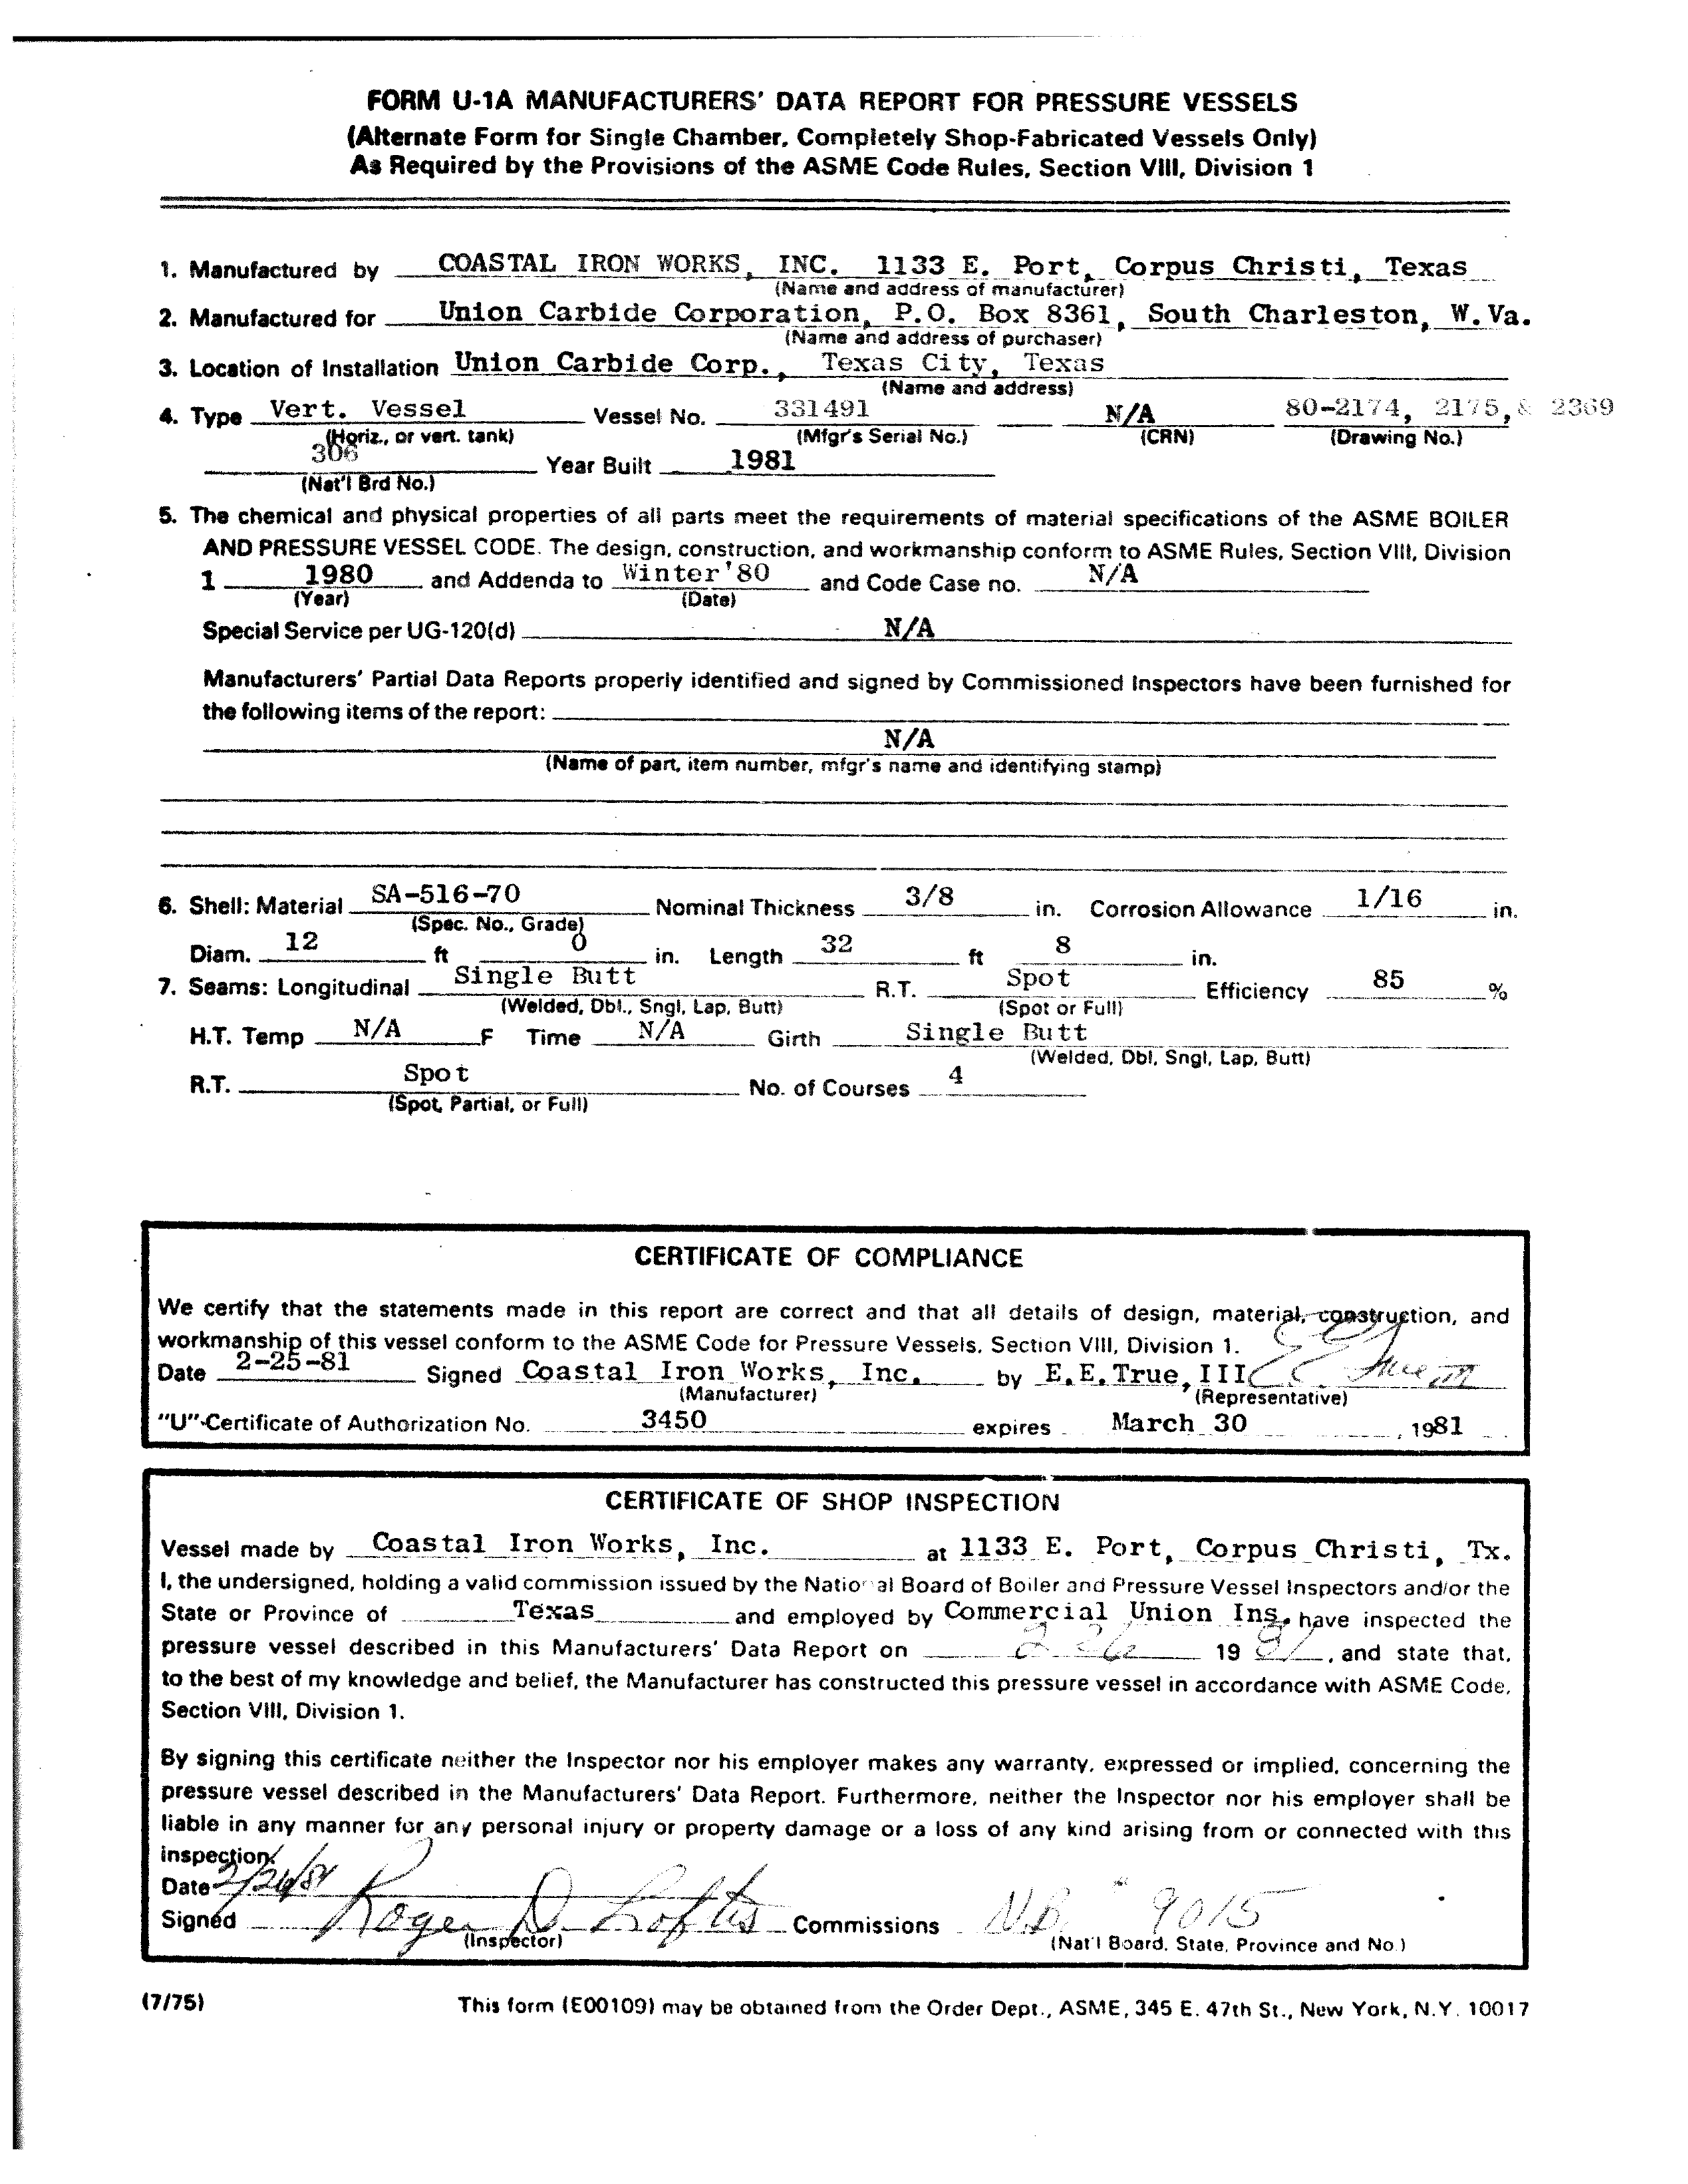 FORM U-1A MANUFACTURERS' DATA REPORT FOR PRESSURE VESSELS
(Alternate Form for Single Chamber, Completely Shop-Fabricated Vessels Only)
As Required by the Provisions of the ASME Code Rules, Section VIII, Division 1
1. Manufactured by COASTAL IRON WORKS, INC. 1133 E. Port, Corpus Christi, Texas
(Name and address of manufacturer)
2. Manufactured for Union Carbide Corporation, P.O. Box 8361, South Charleston, W.Va.
(Name and address of purchaser)
3. Location of Installation Union Carbide Corp., Texas City, Texas
(Name and address)
4. Type Vert. Vessel Vessel No. 331491 N/A 80-2174, 2175, & 2369
(Horiz., or vert. tank) (Mfgr's Serial No.) (CRN) (Drawing No.)
306 Year Built 1981
(Nat'l Brd No.)
5. The chemical and physical properties of all parts meet the requirements of material specifications of the ASME BOILER
AND PRESSURE VESSEL CODE. The design, construction, and workmanship conform to ASME Rules, Section VIII, Division
1 1980 and Addenda to Winter'80 and Code Case no. N/A
(Year) (Date)
Special Service per UG-120(d) N/A
Manufacturers' Partial Data Reports properly identified and signed by Commissioned Inspectors have been furnished for
the following items of the report:
N/A
(Name of part, item number, mfgr's name and identifying stamp)
6. Shell: Material SA-516-70 Nominal Thickness 3/8 in. Corrosion Allowance 1/16 in.
(Spec. No., Grade)
Diam. 12 ft 0 in. Length 32 ft 8 in.
7. Seams: Longitudinal Single Butt R.T. Spot Efficiency 85 %
(Welded, Dbl., Sngl, Lap, Butt) (Spot or Full)
H.T. Temp N/A F Time N/A Girth Single Butt
(Welded, Dbl, Sngl, Lap, Butt)
R.T. Spot No. of Courses 4
(Spot, Partial, or Full)
CERTIFICATE OF COMPLIANCE
We certify that the statements made in this report are correct and that all details of design, material, construction, and
workmanship of this vessel conform to the ASME Code for Pressure Vessels, Section VIII, Division 1.
Date 2-25-81 Signed Coastal Iron Works, Inc. by E.E.True, III E E True III
(Manufacturer) (Representative)
"U"-Certificate of Authorization No. 3450 expires March 30, 1981
CERTIFICATE OF SHOP INSPECTION
Vessel made by Coastal Iron Works, Inc. at 1133 E. Port, Corpus Christi, Tx.
I, the undersigned, holding a valid commission issued by the National Board of Boiler and Pressure Vessel Inspectors and/or the
State or Province of Texas and employed by Commercial Union Ins. have inspected the
pressure vessel described in this Manufacturers' Data Report on 2-26 1981, and state that,
to the best of my knowledge and belief, the Manufacturer has constructed this pressure vessel in accordance with ASME Code,
Section VIII, Division 1.
By signing this certificate neither the Inspector nor his employer makes any warranty, expressed or implied, concerning the
pressure vessel described in the Manufacturers' Data Report. Furthermore, neither the Inspector nor his employer shall be
liable in any manner for any personal injury or property damage or a loss of any kind arising from or connected with this
inspection.
Date 2/26/81
Signed Roger D. Loftis Commissions N.B. # 9015
(Inspector) (Nat'l Board, State, Province and No.)
(7/75) This form (E00109) may be obtained from the Order Dept., ASME, 345 E. 47th St., New York, N.Y. 10017